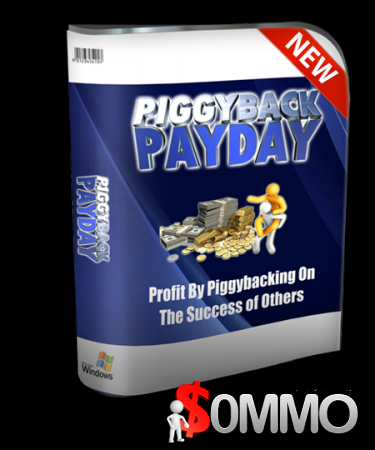 NEW
PIGGYBACK
PAYDAY
Profit By Piggybacking On
The Success of Others
PIGGYBACK
PAYDAY
Windows
$0MMO